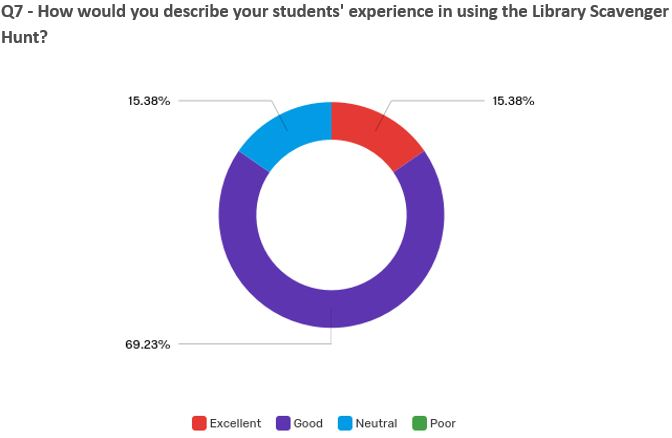 Q7 - How would you describe your students' experience in using the Library Scavenger
Hunt?
15.38%
15.38%
69.23%
Excellent
Good
Neutral
Poor